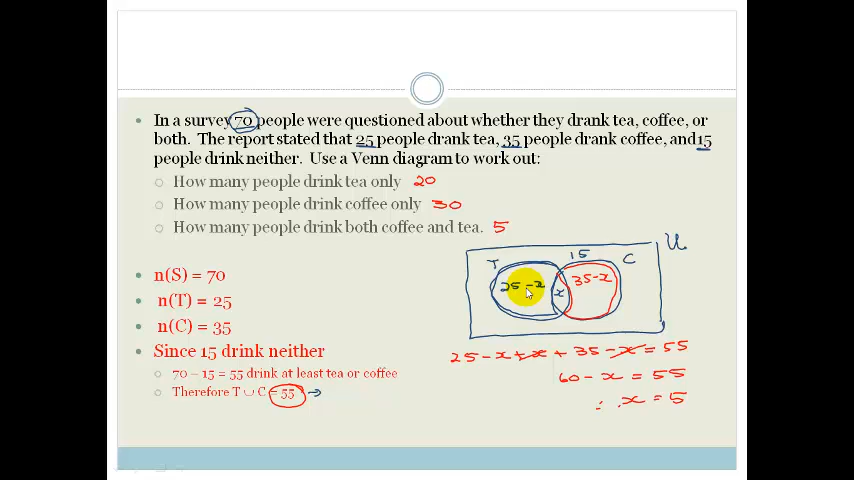 In a survey 70 people were questioned about whether they drank tea, coffee, or
both. The report stated that 25 people drank tea, 35 people drank coffee, and 15
people drink neither. Use a Venn diagram to work out:
How many people drink tea only 20
How many people drink coffee only 30
How many people drink both coffee and tea. 5
n(S) = 70
n(T) = 25
n(C) = 35
Since 15 drink neither
70 – 15 = 55 drink at least tea or coffee
Therefore T ∪ C = 55 →
U
T 15 C
25-x x 35-x
25 - x + x + 35 - x = 55
60 - x = 55
∴ x = 5